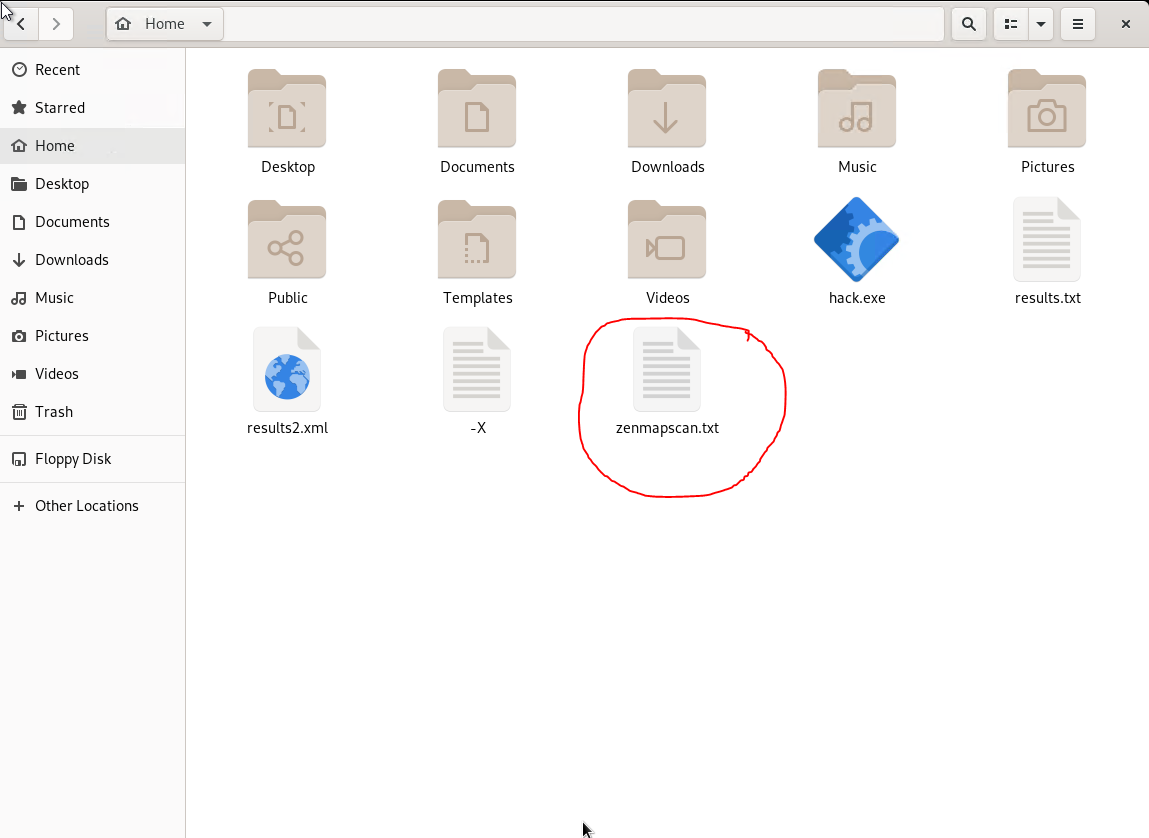 Home
Recent
Starred
Home
Desktop
Documents
Downloads
Music
Pictures
Videos
Trash
Floppy Disk
+ Other Locations
Desktop Documents Downloads Music Pictures
Public Templates Videos hack.exe results.txt
results2.xml -X zenmapscan.txt